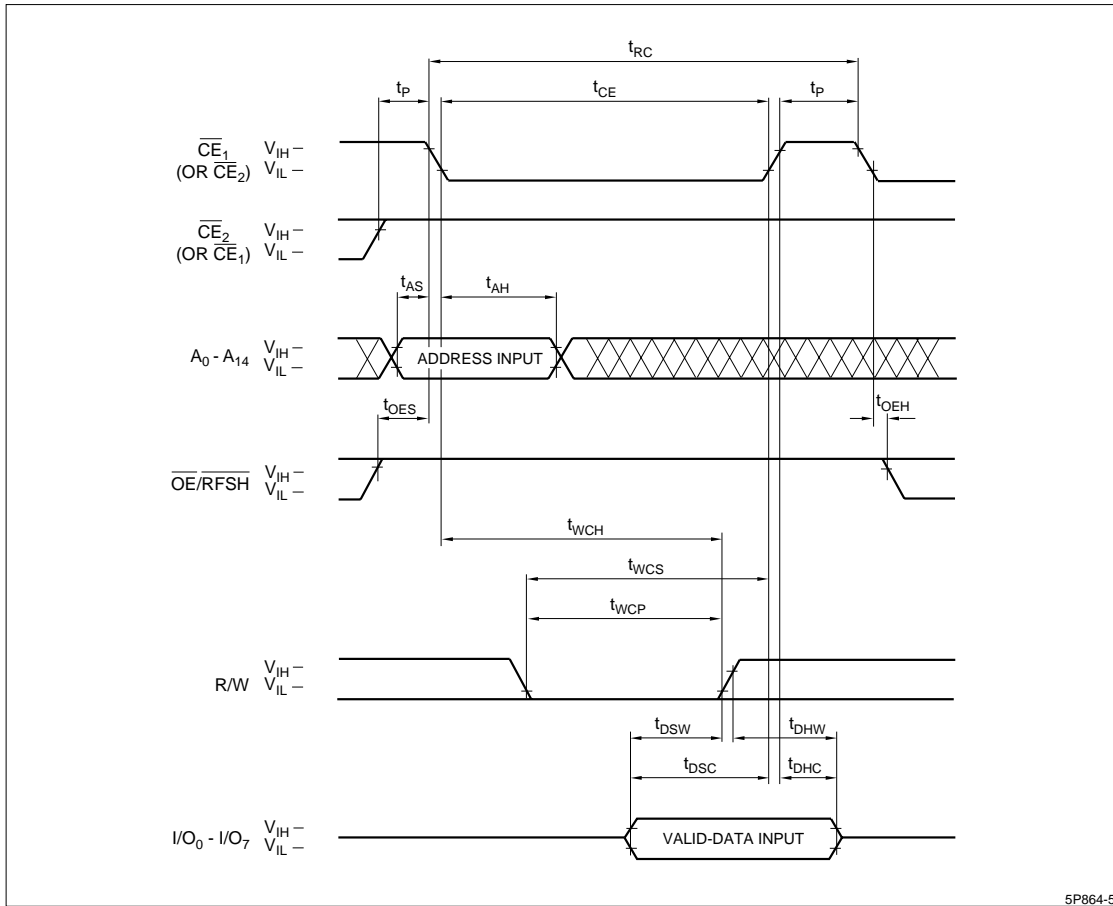 tRC
tP tCE tP
CE1 VIH
(OR CE2) VIL
CE2 VIH
(OR CE1) VIL
tAS tAH
A0 - A14 VIH
VIL
ADDRESS INPUT
tOES tOEH
OE/RFSH VIH
VIL
tWCH
tWCS
tWCP
R/W VIH
VIL
tDSW tDHW
tDSC tDHC
I/O0 - I/O7 VIH
VIL
VALID-DATA INPUT
5P864-5